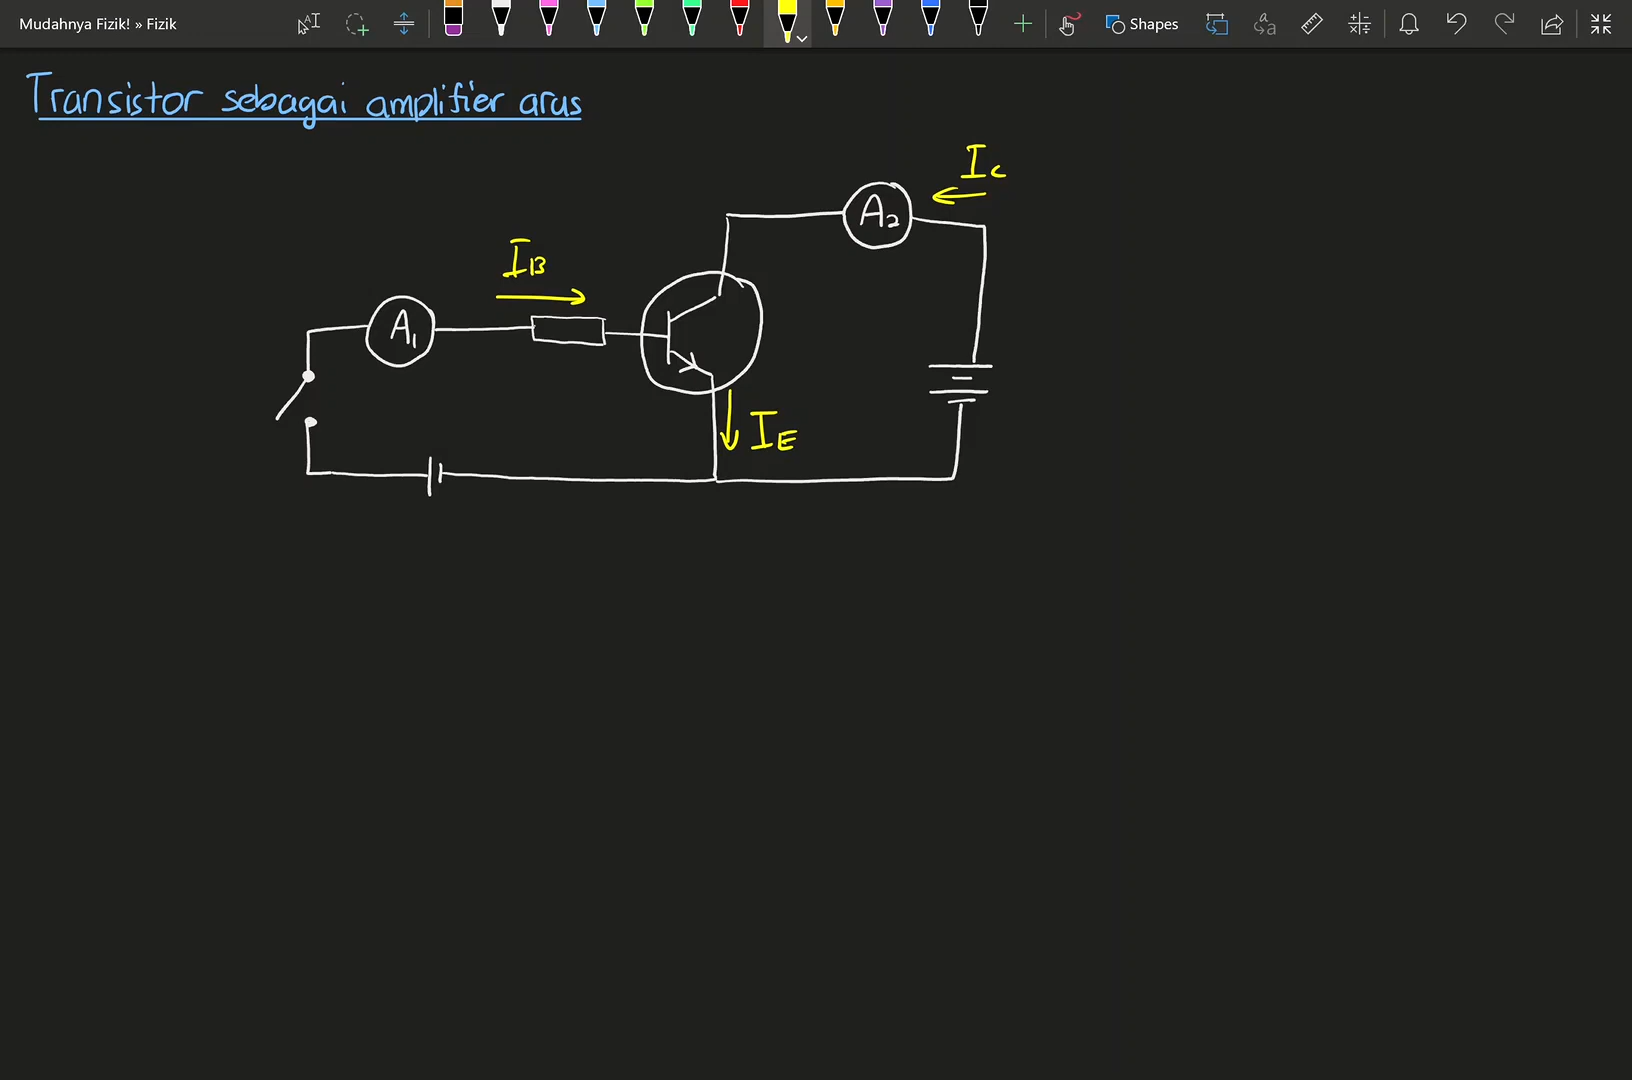 Mudahnya Fizik! » Fizik
Shapes
Transistor sebagai amplifier arus
IC
A2
IB
A1
IE